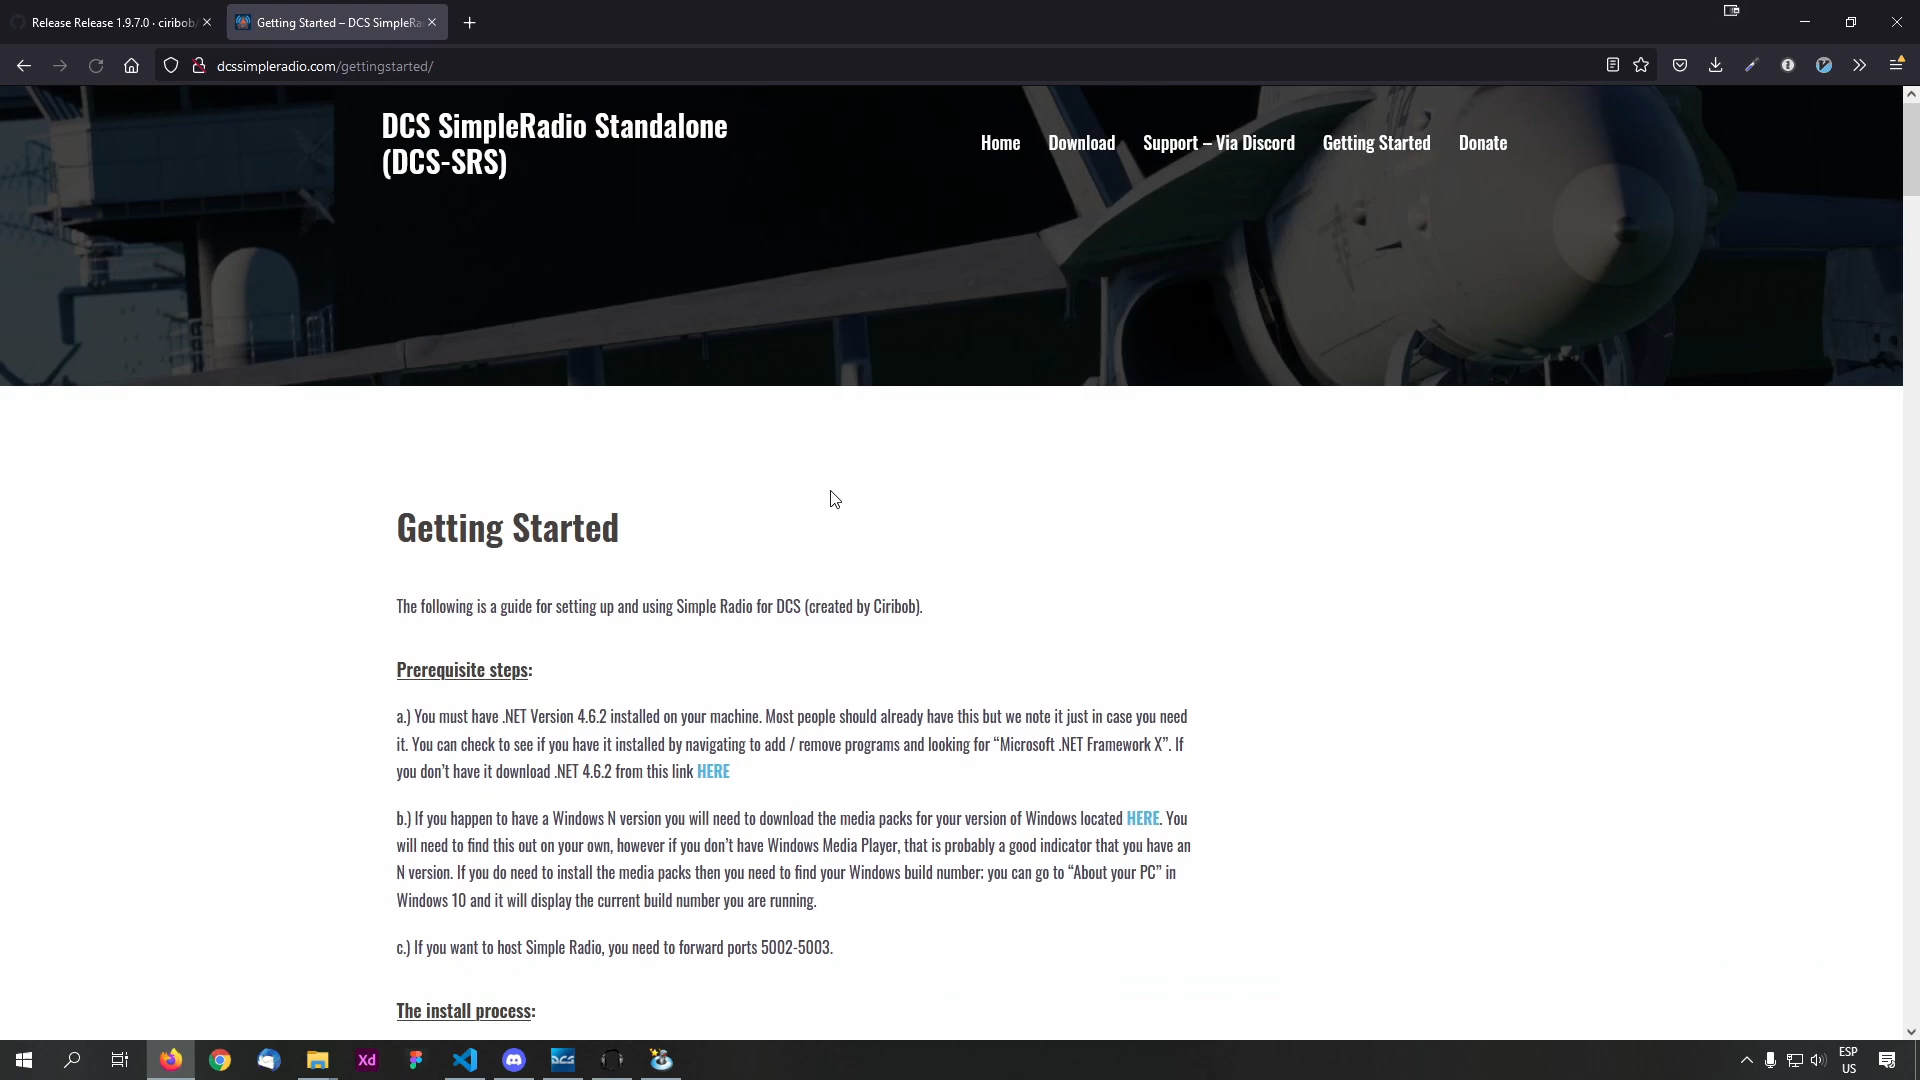 Release Release 1.9.7.0 · ciribob/
Getting Started – DCS SimpleRa
dcssimpleradio.com/gettingstarted/
DCS SimpleRadio Standalone
(DCS-SRS)
Home Download Support – Via Discord Getting Started Donate
Getting Started
The following is a guide for setting up and using Simple Radio for DCS (created by Ciribob).
Prerequisite steps:
a.) You must have .NET Version 4.6.2 installed on your machine. Most people should already have this but we note it just in case you need
it. You can check to see if you have it installed by navigating to add / remove programs and looking for “Microsoft .NET Framework X”. If
you don’t have it download .NET 4.6.2 from this link HERE
b.) If you happen to have a Windows N version you will need to download the media packs for your version of Windows located HERE. You
will need to find this out on your own, however if you don’t have Windows Media Player, that is probably a good indicator that you have an
N version. If you do need to install the media packs then you need to find your Windows build number; you can go to “About your PC” in
Windows 10 and it will display the current build number you are running.
c.) If you want to host Simple Radio, you need to forward ports 5002-5003.
The install process:
Xd
DCS
ESP
US